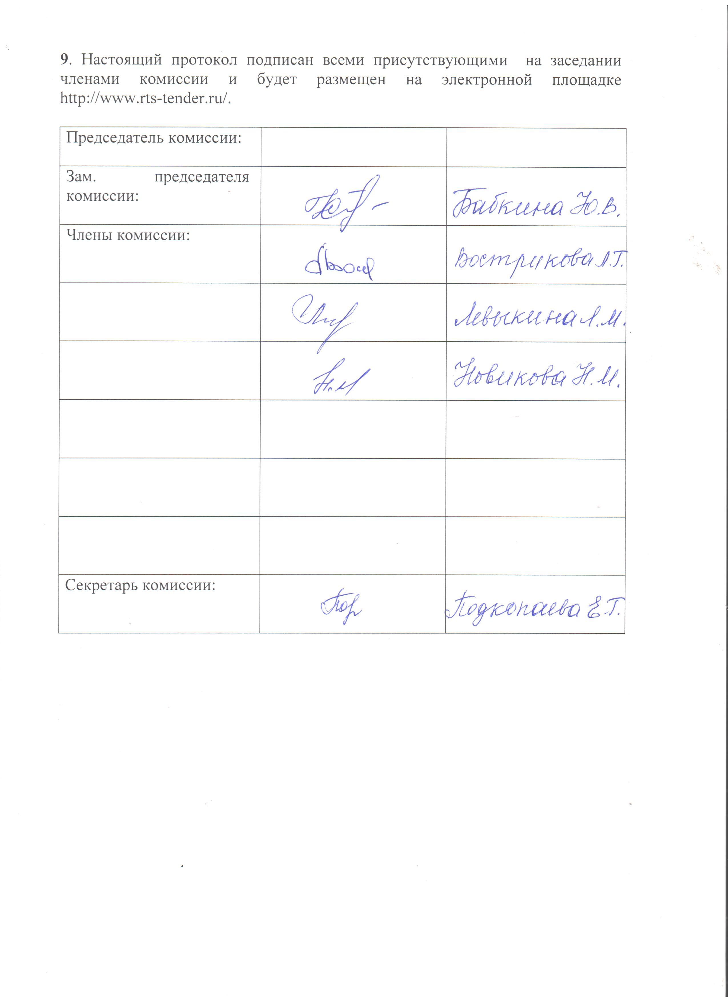 9. Настоящий протокол подписан всеми присутствующими на заседании
членами комиссии и будет размещен на электронной площадке
http://www.rts-tender.ru/.
Председатель комиссии:
Зам. председателя
комиссии:
Бабкина Ю.В.
Члены комиссии:
Вострикова Л.Г.
Левыкина Л.М.
Новикова Н.М.
Секретарь комиссии:
Подкопаева Е.Г.